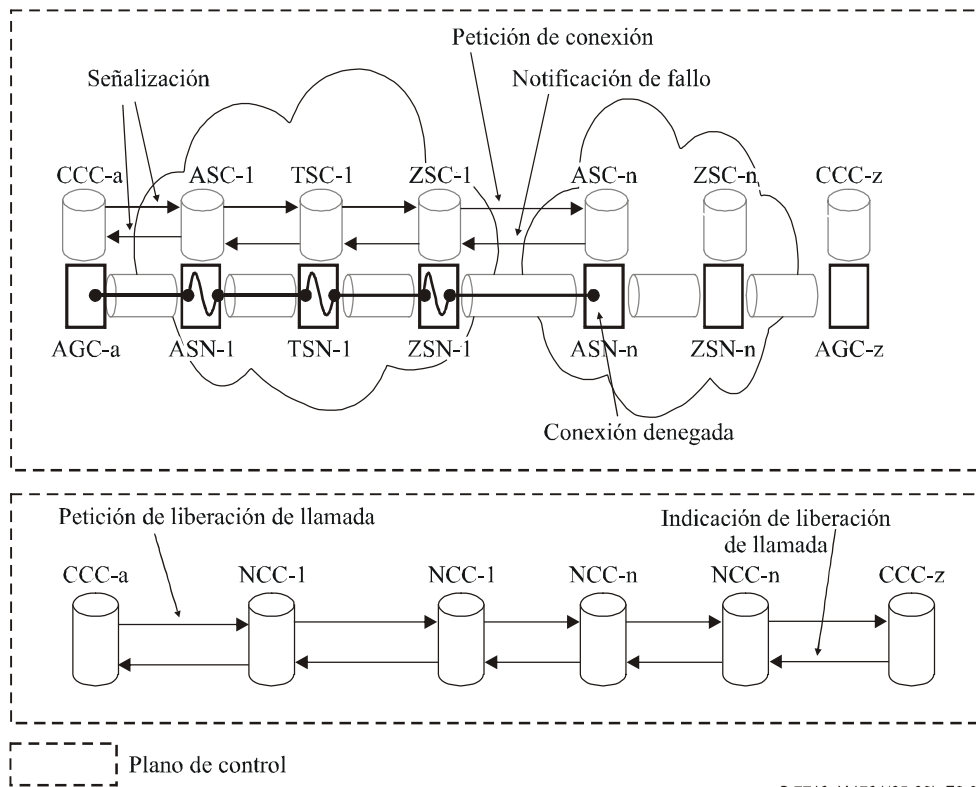 Petición de conexión
Señalización
Notificación de fallo
CCC-a
ASC-1
TSC-1
ZSC-1
ASC-n
ZSC-n
CCC-z
AGC-a
ASN-1
TSN-1
ZSN-1
ASN-n
ZSN-n
AGC-z
Conexión denegada
Petición de liberación de llamada
Indicación de liberación
de llamada
CCC-a
NCC-1
NCC-1
NCC-n
NCC-n
CCC-z
Plano de control